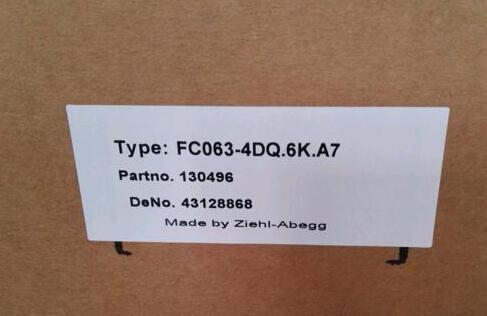 Type: FC063-4DQ.6K.A7
Partno. 130496
DeNo. 43128868
Made by Ziehl-Abegg